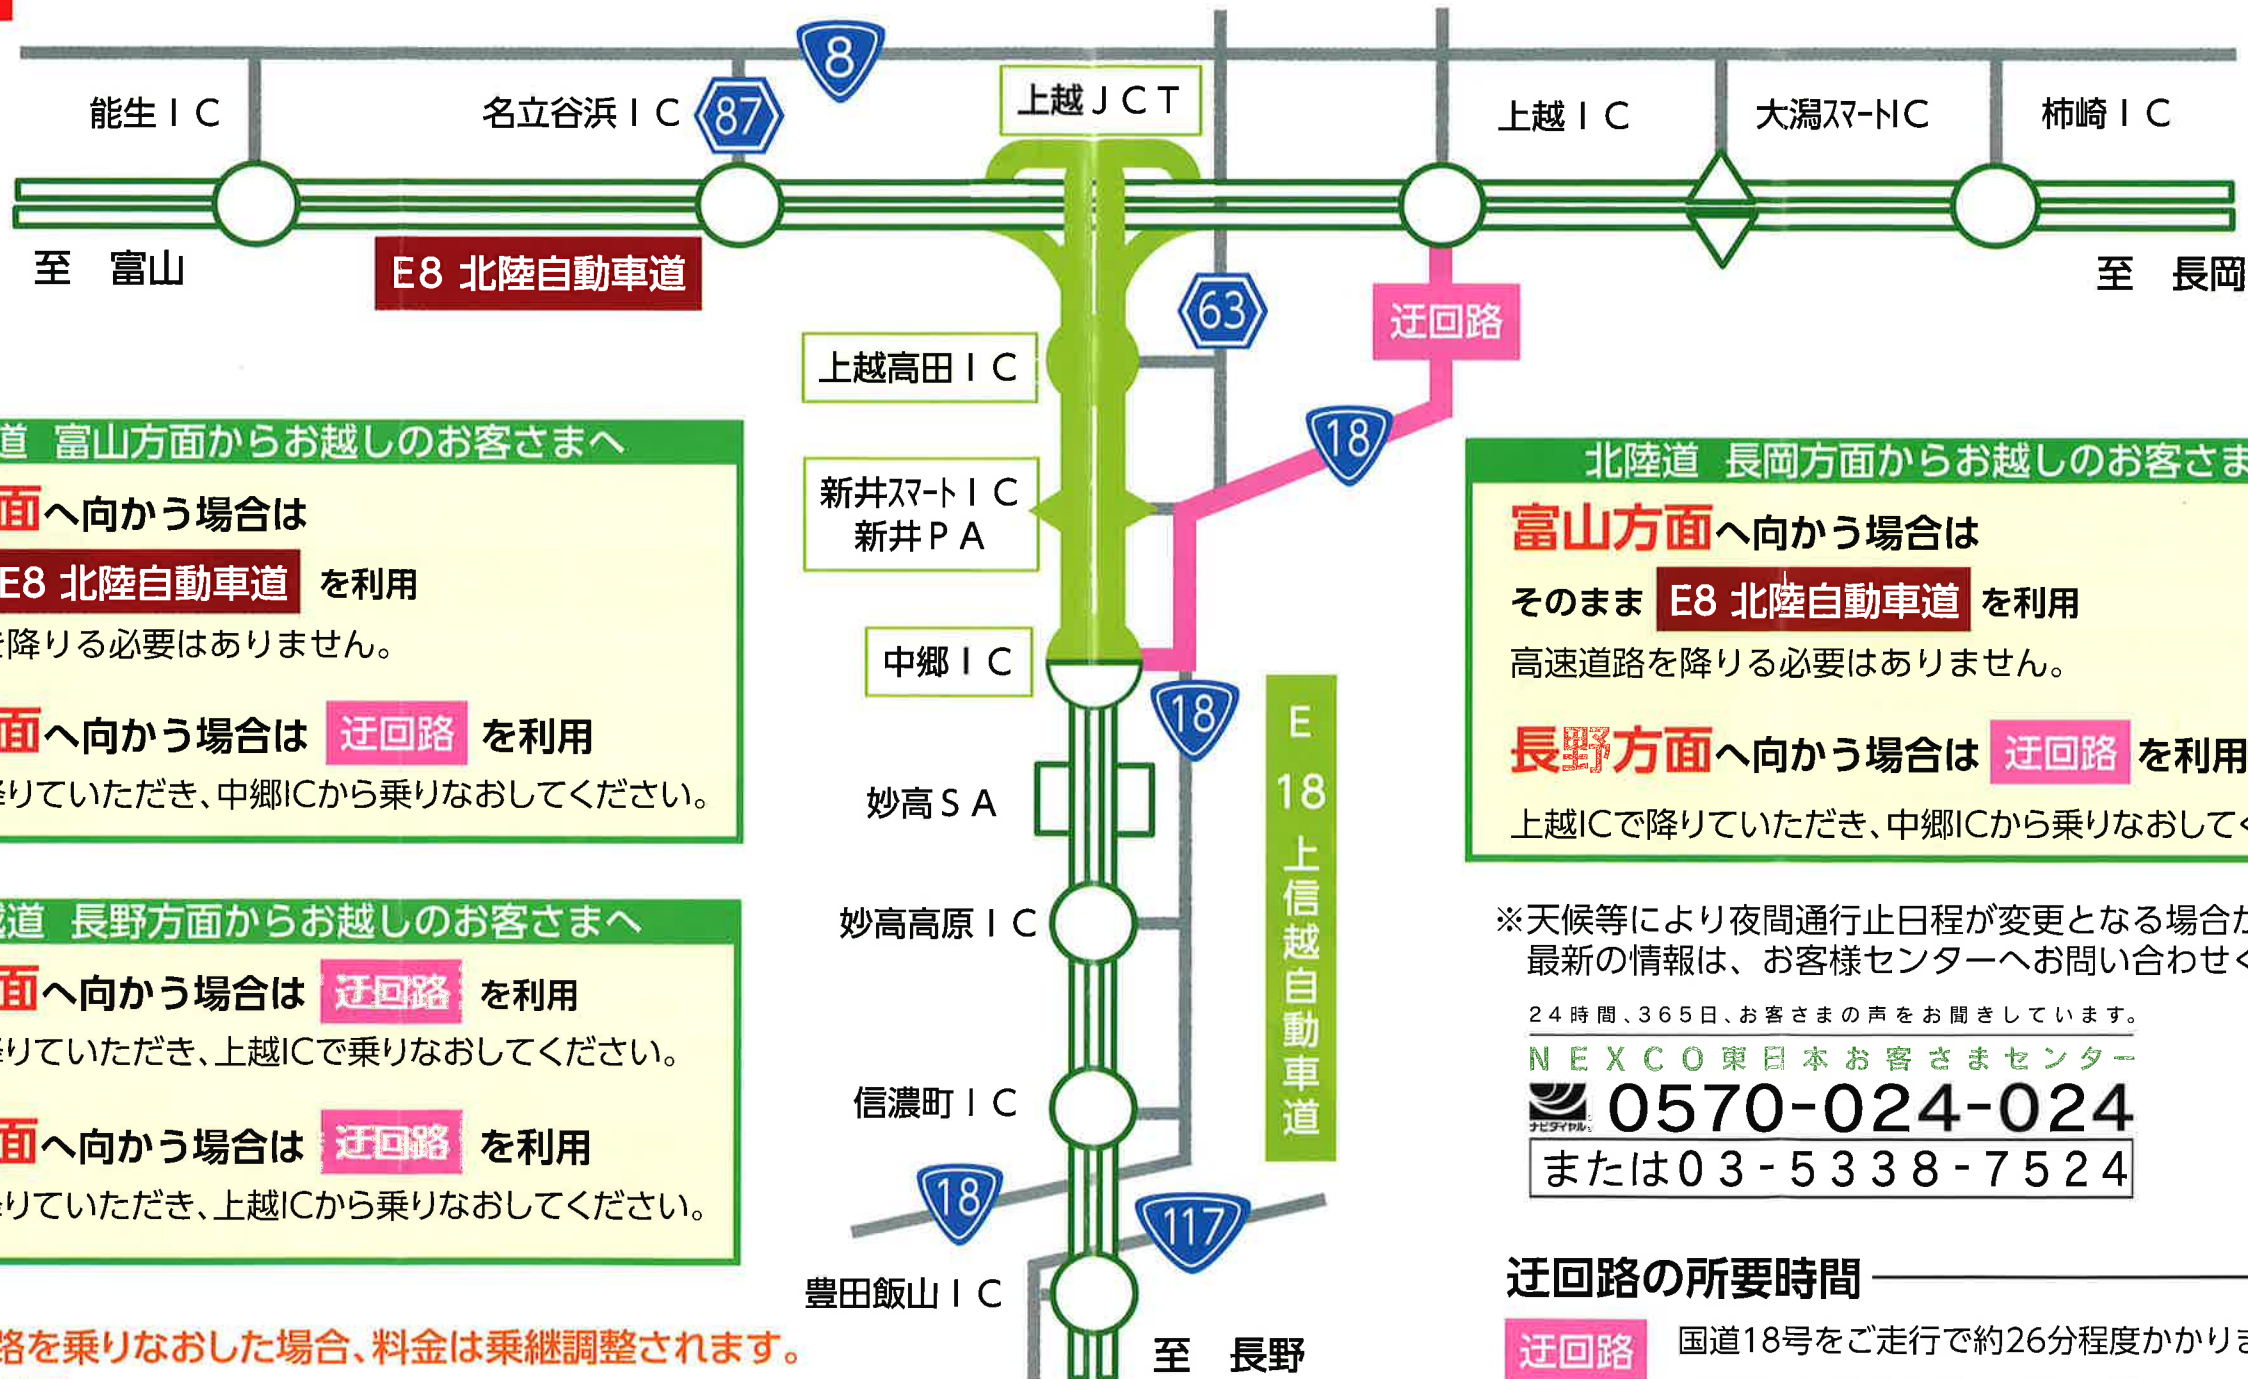 8
能生ＩＣ
名立谷浜ＩＣ
87
上越ＪＣＴ
上越ＩＣ
大潟スマートIC
柿崎ＩＣ
至 富山
E8 北陸自動車道
至 長岡
63
迂回路
上越高田ＩＣ
18
新井スマートＩＣ
新井ＰＡ
中郷ＩＣ
18
E18上信越自動車道
妙高ＳＡ
妙高高原ＩＣ
信濃町ＩＣ
18
117
豊田飯山ＩＣ
至 長野
道 富山方面からお越しのお客さまへ
面へ向かう場合は
E8 北陸自動車道 を利用
を降りる必要はありません。
面へ向かう場合は 迂回路 を利用
降りていただき、中郷ICから乗りなおしてください。
越道 長野方面からお越しのお客さまへ
面へ向かう場合は 迂回路 を利用
降りていただき、上越ICで乗りなおしてください。
面へ向かう場合は 迂回路 を利用
降りていただき、上越ICから乗りなおしてください。
路を乗りなおした場合、料金は乗継調整されます。
北陸道 長岡方面からお越しのお客さま
富山方面へ向かう場合は
そのまま E8 北陸自動車道 を利用
高速道路を降りる必要はありません。
長野方面へ向かう場合は 迂回路 を利用
上越ICで降りていただき、中郷ICから乗りなおしてく
※天候等により夜間通行止日程が変更となる場合が
最新の情報は、お客様センターへお問い合わせく
24時間、365日、お客さまの声をお聞きしています。
NEXCO東日本お客さまセンター
ナビダイヤル 0570-024-024
または03-5338-7524
迂回路の所要時間
迂回路 国道18号をご走行で約26分程度かかりま